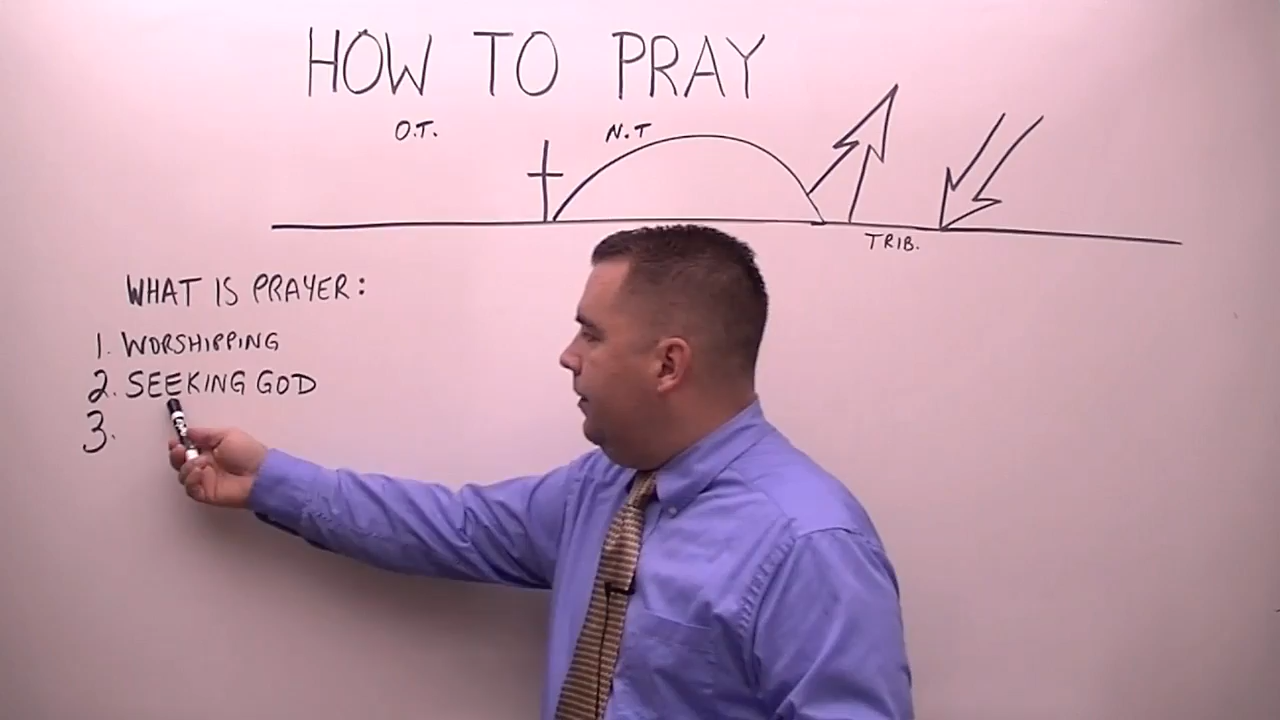 HOW TO PRAY
O.T. N.T
TRIB.
WHAT IS PRAYER:
1. WORSHIPPING
2. SEEKING GOD
3.